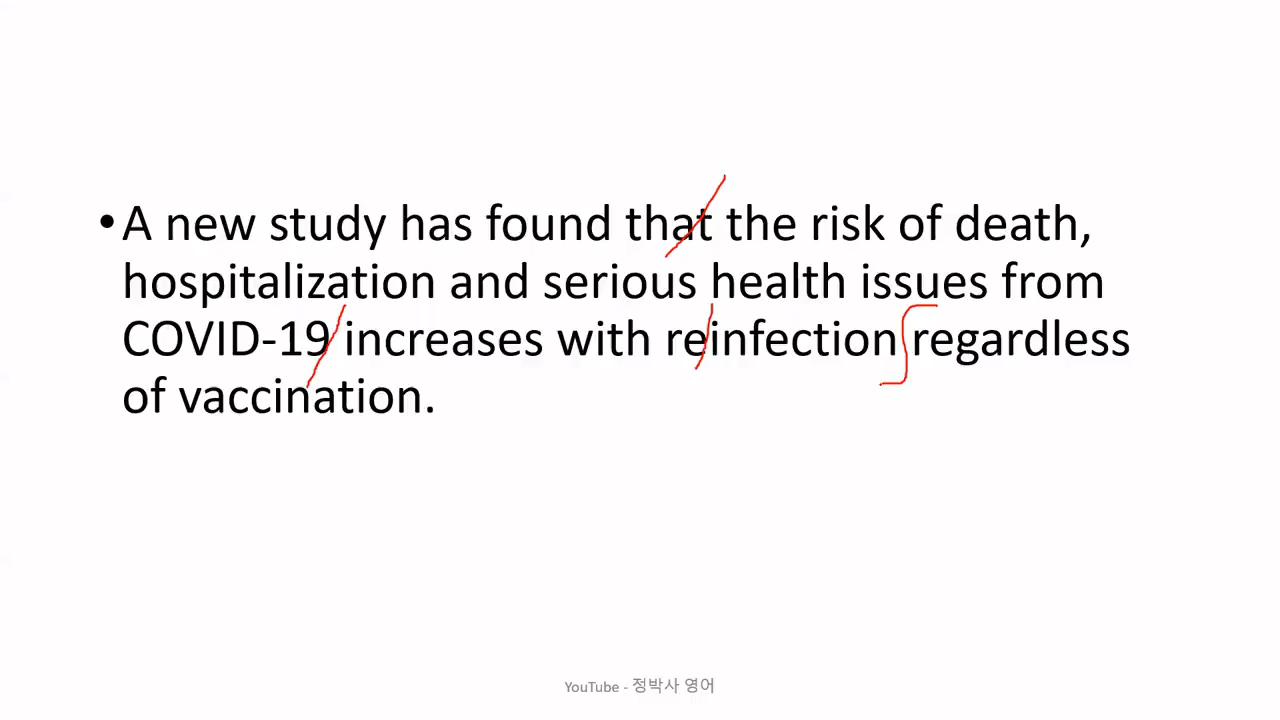 •A new study has found that the risk of death,
hospitalization and serious health issues from
COVID-19 increases with reinfection regardless
of vaccination.
YouTube - 정박사 영어